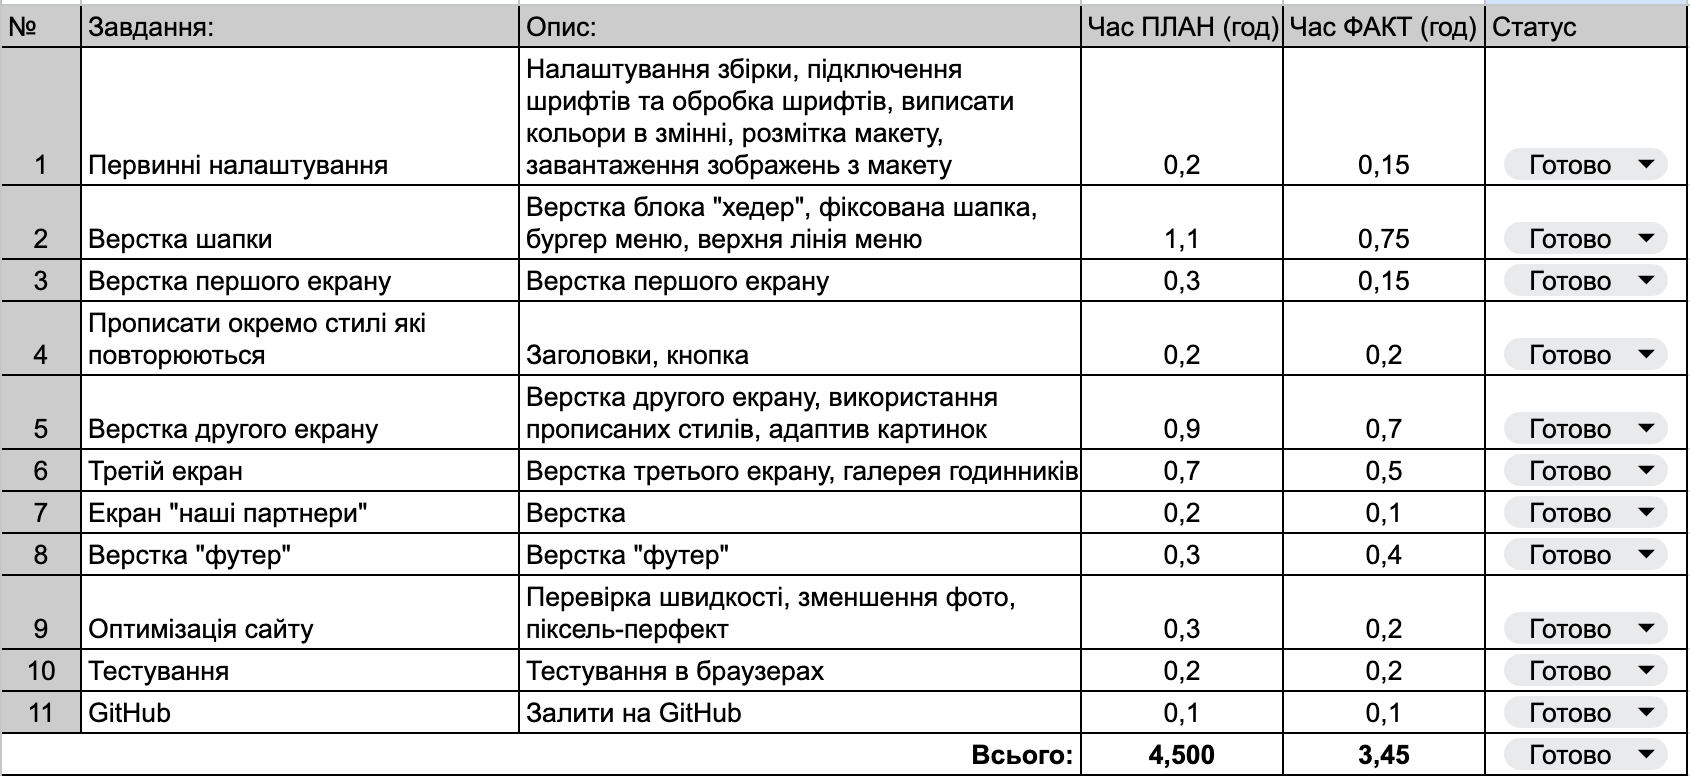 № Завдання: Опис: Час ПЛАН (год) Час ФАКТ (год) Статус
Налаштування збірки, підключення
шрифтів та обробка шрифтів, виписати
кольори в змінні, розмітка макету,
1 Первинні налаштування завантаження зображень з макету 0,2 0,15 Готово
Верстка блока "хедер", фіксована шапка,
2 Верстка шапки бургер меню, верхня лінія меню 1,1 0,75 Готово
3 Верстка першого екрану Верстка першого екрану 0,3 0,15 Готово
Прописати окремо стилі які
4 повторюються Заголовки, кнопка 0,2 0,2 Готово
Верстка другого екрану, використання
5 Верстка другого екрану прописаних стилів, адаптив картинок 0,9 0,7 Готово
6 Третій екран Верстка третього екрану, галерея годинників 0,7 0,5 Готово
7 Екран "наші партнери" Верстка 0,2 0,1 Готово
8 Верстка "футер" Верстка "футер" 0,3 0,4 Готово
Перевірка швидкості, зменшення фото,
9 Оптимізація сайту піксель-перфект 0,3 0,2 Готово
10 Тестування Тестування в браузерах 0,2 0,2 Готово
11 GitHub Залити на GitHub 0,1 0,1 Готово
Всього: 4,500 3,45 Готово